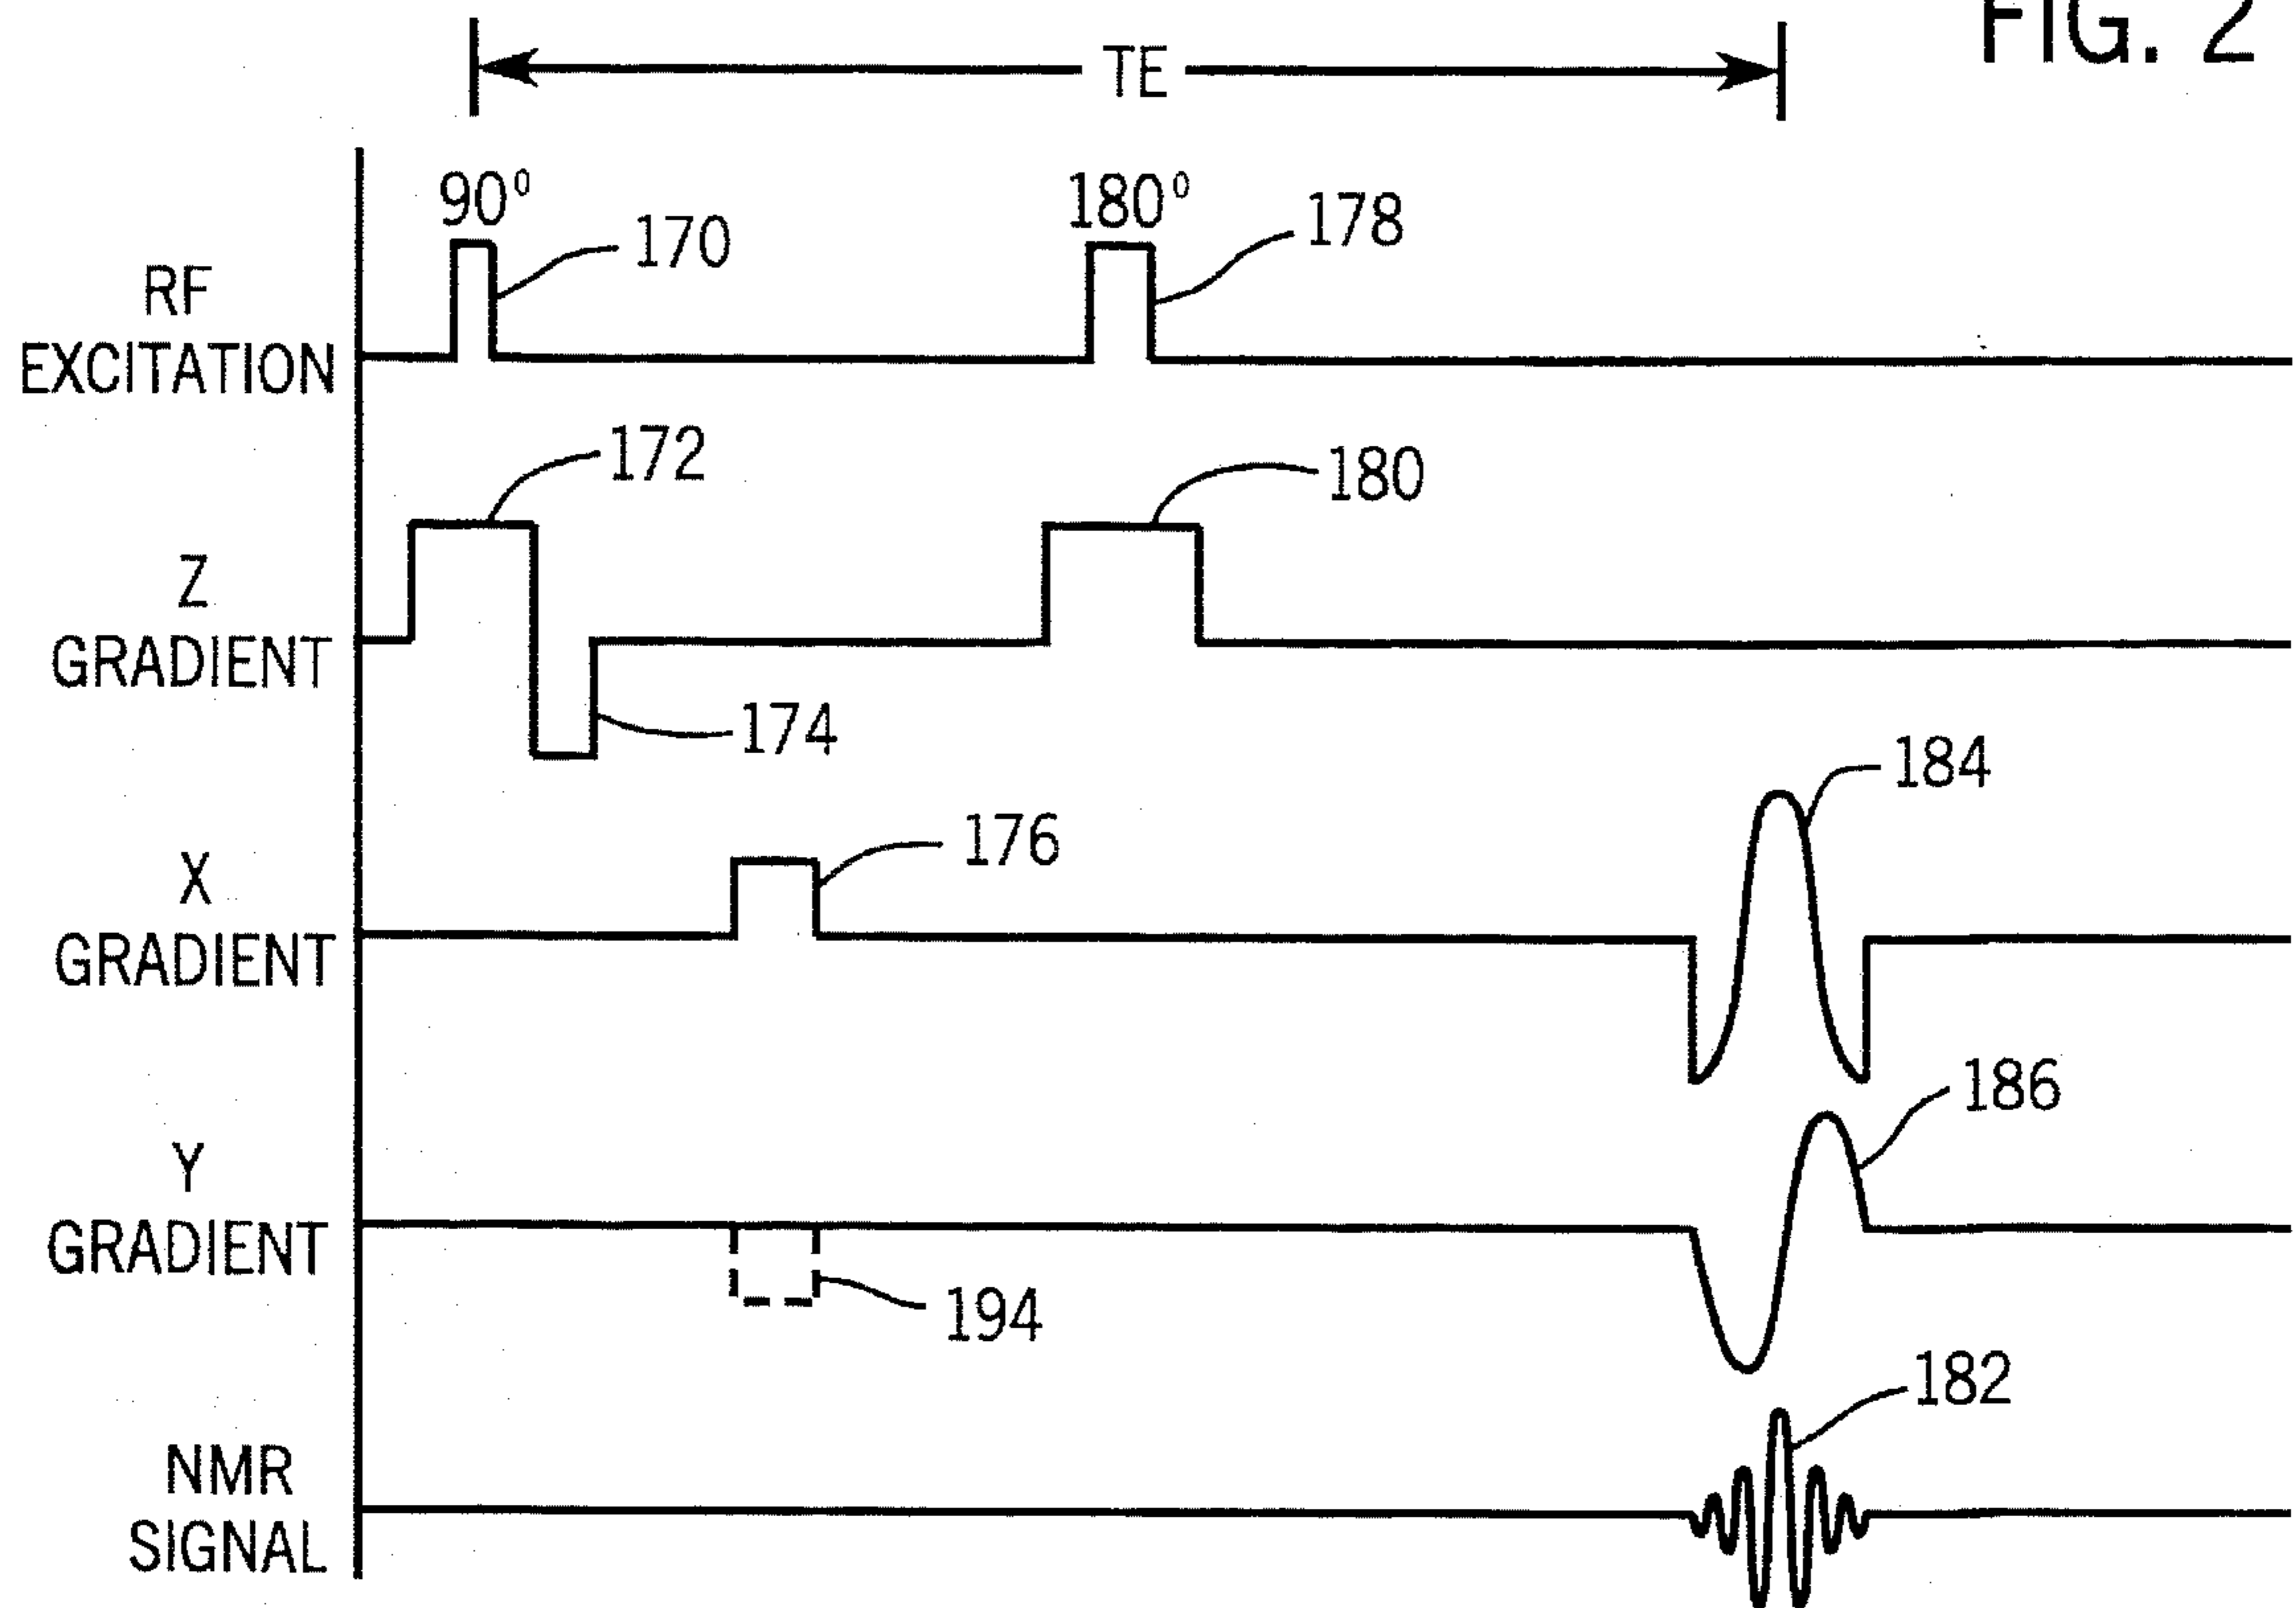 FIG. 2
TE
90°
170
180°
178
RF
EXCITATION
172
180
Z
GRADIENT
174
184
176
X
GRADIENT
186
Y
GRADIENT
194
182
NMR
SIGNAL